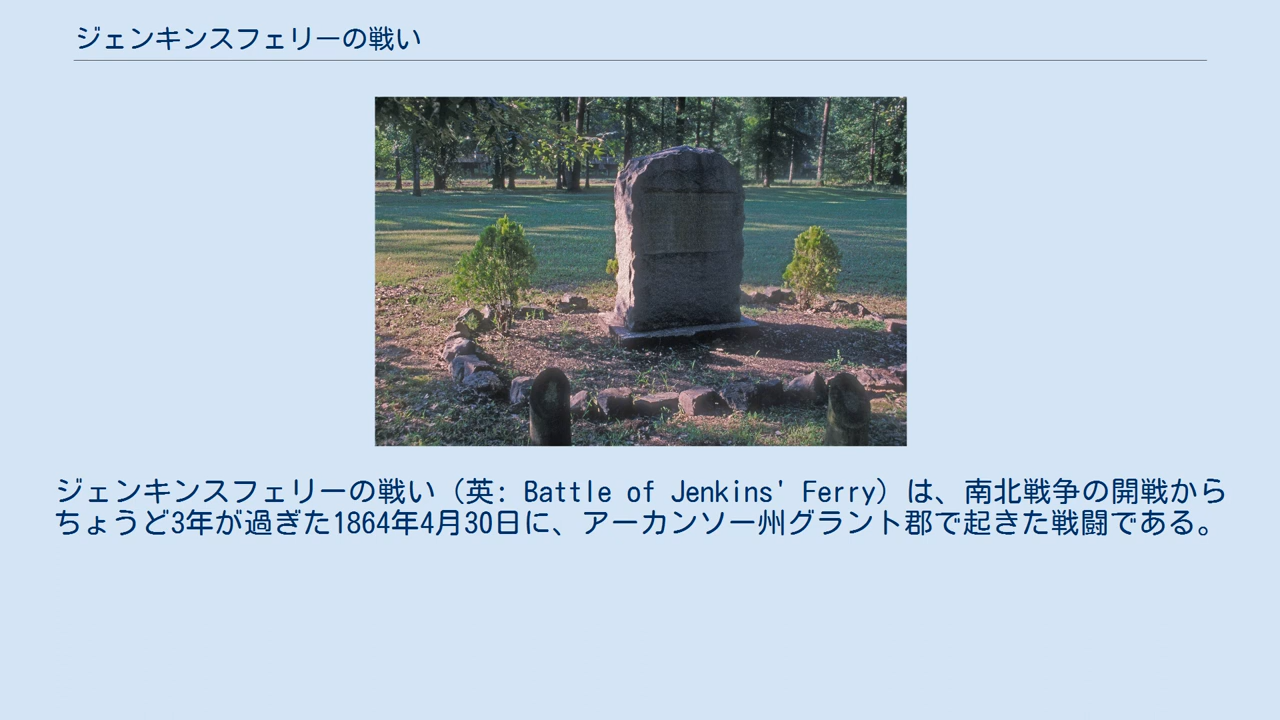 ジェンキンスフェリーの戦い
ジェンキンスフェリーの戦い（英: Battle of Jenkins' Ferry）は、南北戦争の開戦から
ちょうど3年が過ぎた1864年4月30日に、アーカンソー州グラント郡で起きた戦闘である。